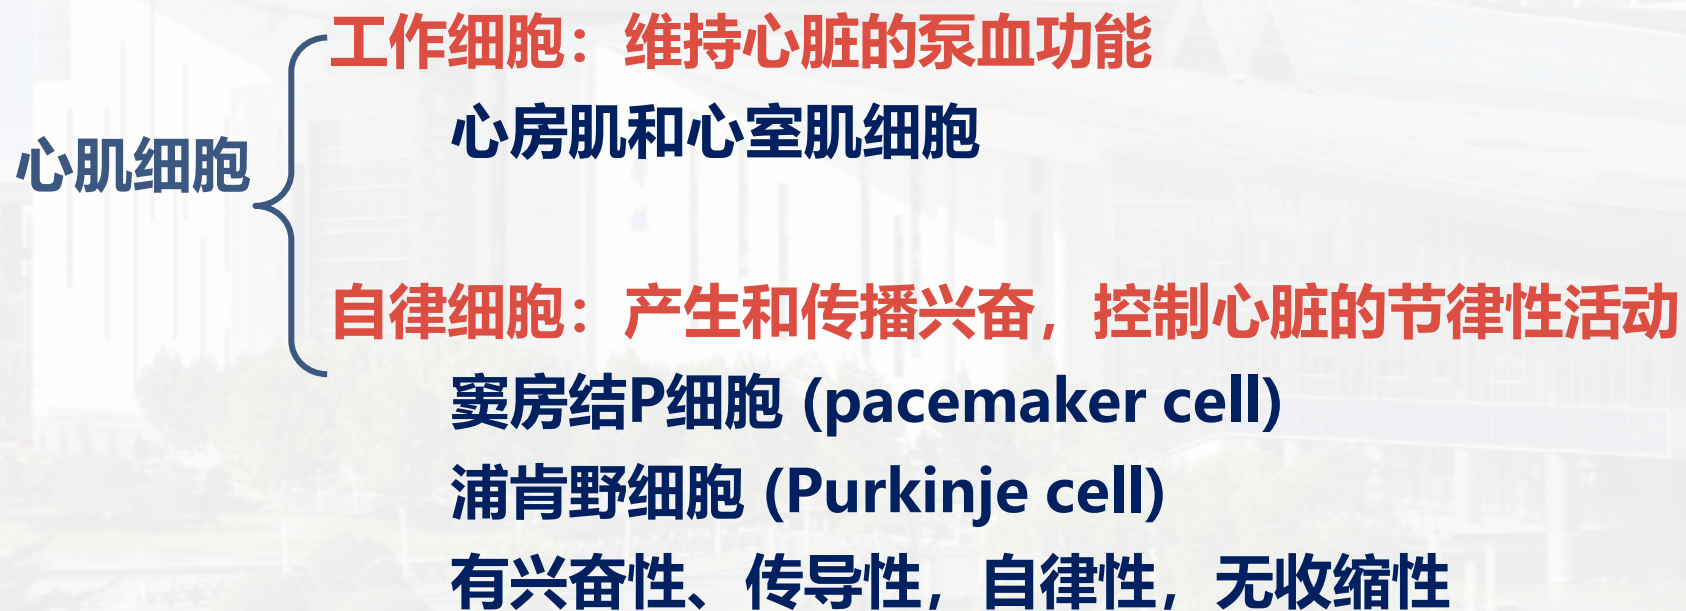 工作细胞：维持心脏的泵血功能
心房肌和心室肌细胞
心肌细胞
自律细胞：产生和传播兴奋，控制心脏的节律性活动
窦房结P细胞 (pacemaker cell)
浦肯野细胞 (Purkinje cell)
有兴奋性、传导性，自律性，无收缩性